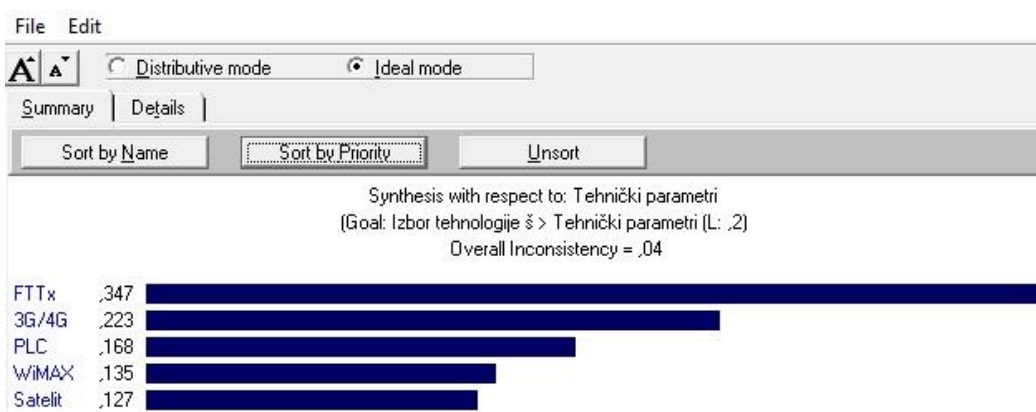 File Edit
A A Distributive mode Ideal mode
Summary Details
Sort by Name Sort by Priority Unsort
Synthesis with respect to: Tehnički parametri
(Goal: Izbor tehnologije š > Tehnički parametri (L: ,2)
Overall Inconsistency = ,04
FTTx ,347
3G/4G ,223
PLC ,168
WiMAX ,135
Satelit ,127